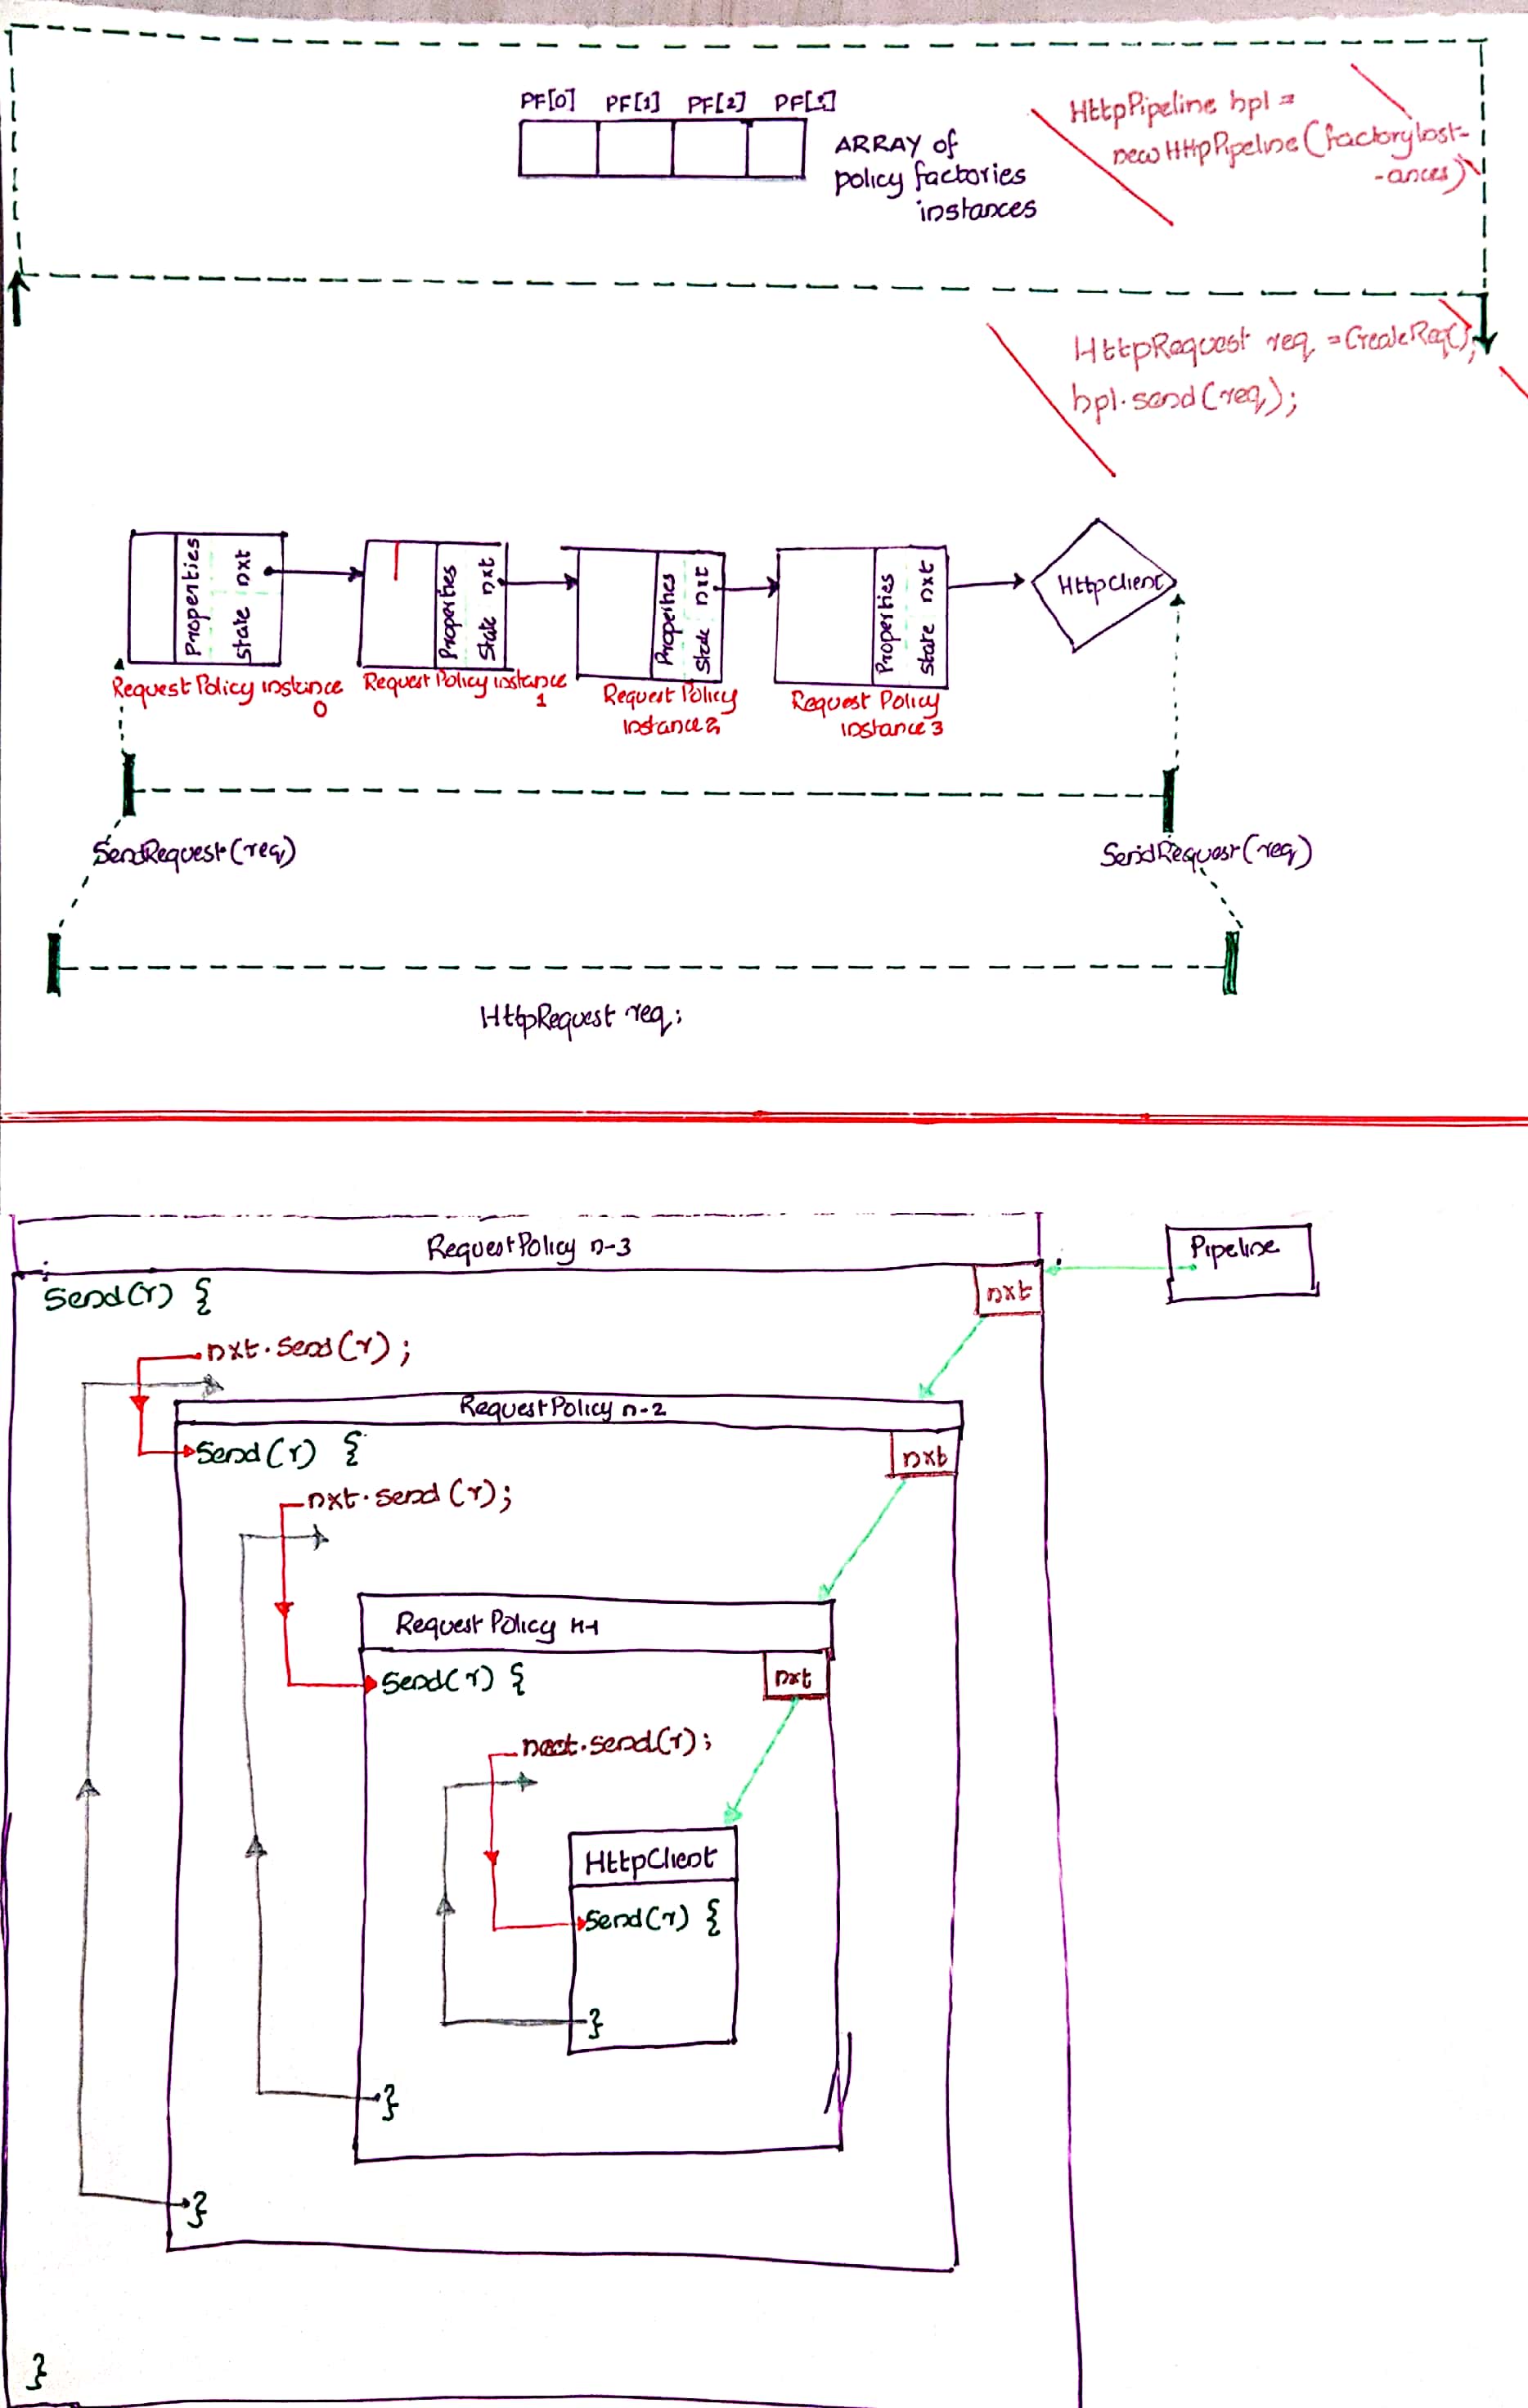 PF[0] PF[1] PF[2] PF[3]
ARRAY of
policy factories
instances
HttpPipeline hpl =
new HttpPipeline(factoryInst-
-ances)
HttpRequest req = CreateReq();
hpl.send(req);
Properties
state nxt
Properties
State nxt
Properties
State nxt
Properties
state nxt
HttpClient
Request Policy instance
0
Request Policy instance
1
Request Policy
instance 2
Request Policy
instance 3
SendRequest(req)
SendRequest(req)
HttpRequest req;
RequestPolicy n-3
Pipeline
Send(r) {
nxt
nxt.send(r);
RequestPolicy n-2
Send(r) {
nxt
nxt.send(r);
Request Policy n-1
Send(r) {
nxt
next.send(r);
HttpClient
Send(r) {
}
}
}
}